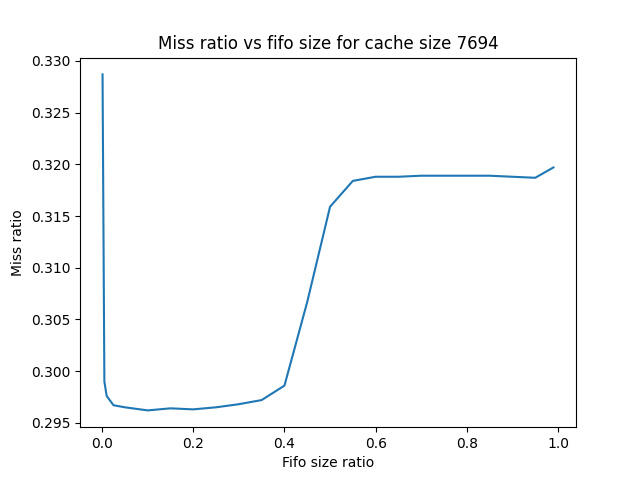 Miss ratio vs fifo size for cache size 7694
0.330
0.325
0.320
0.315
0.310
0.305
0.300
0.295
Miss ratio
0.0 0.2 0.4 0.6 0.8 1.0
Fifo size ratio